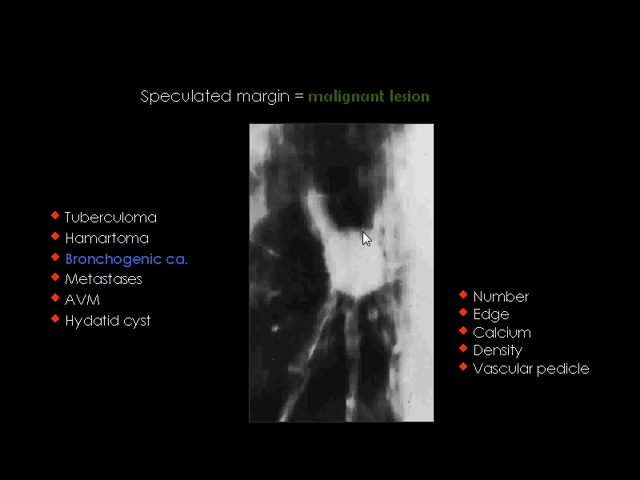 Speculated margin = malignant lesion
Tuberculoma
Hamartoma
Bronchogenic ca.
Metastases
AVM
Hydatid cyst
Number
Edge
Calcium
Density
Vascular pedicle